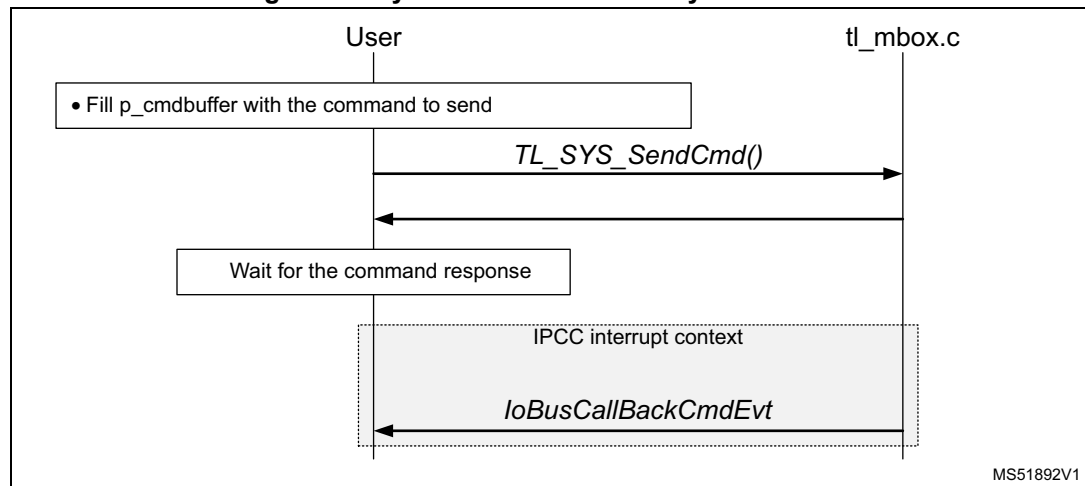 User tl_mbox.c
• Fill p_cmdbuffer with the command to send
TL_SYS_SendCmd()
Wait for the command response
IPCC interrupt context
IoBusCallBackCmdEvt
MS51892V1